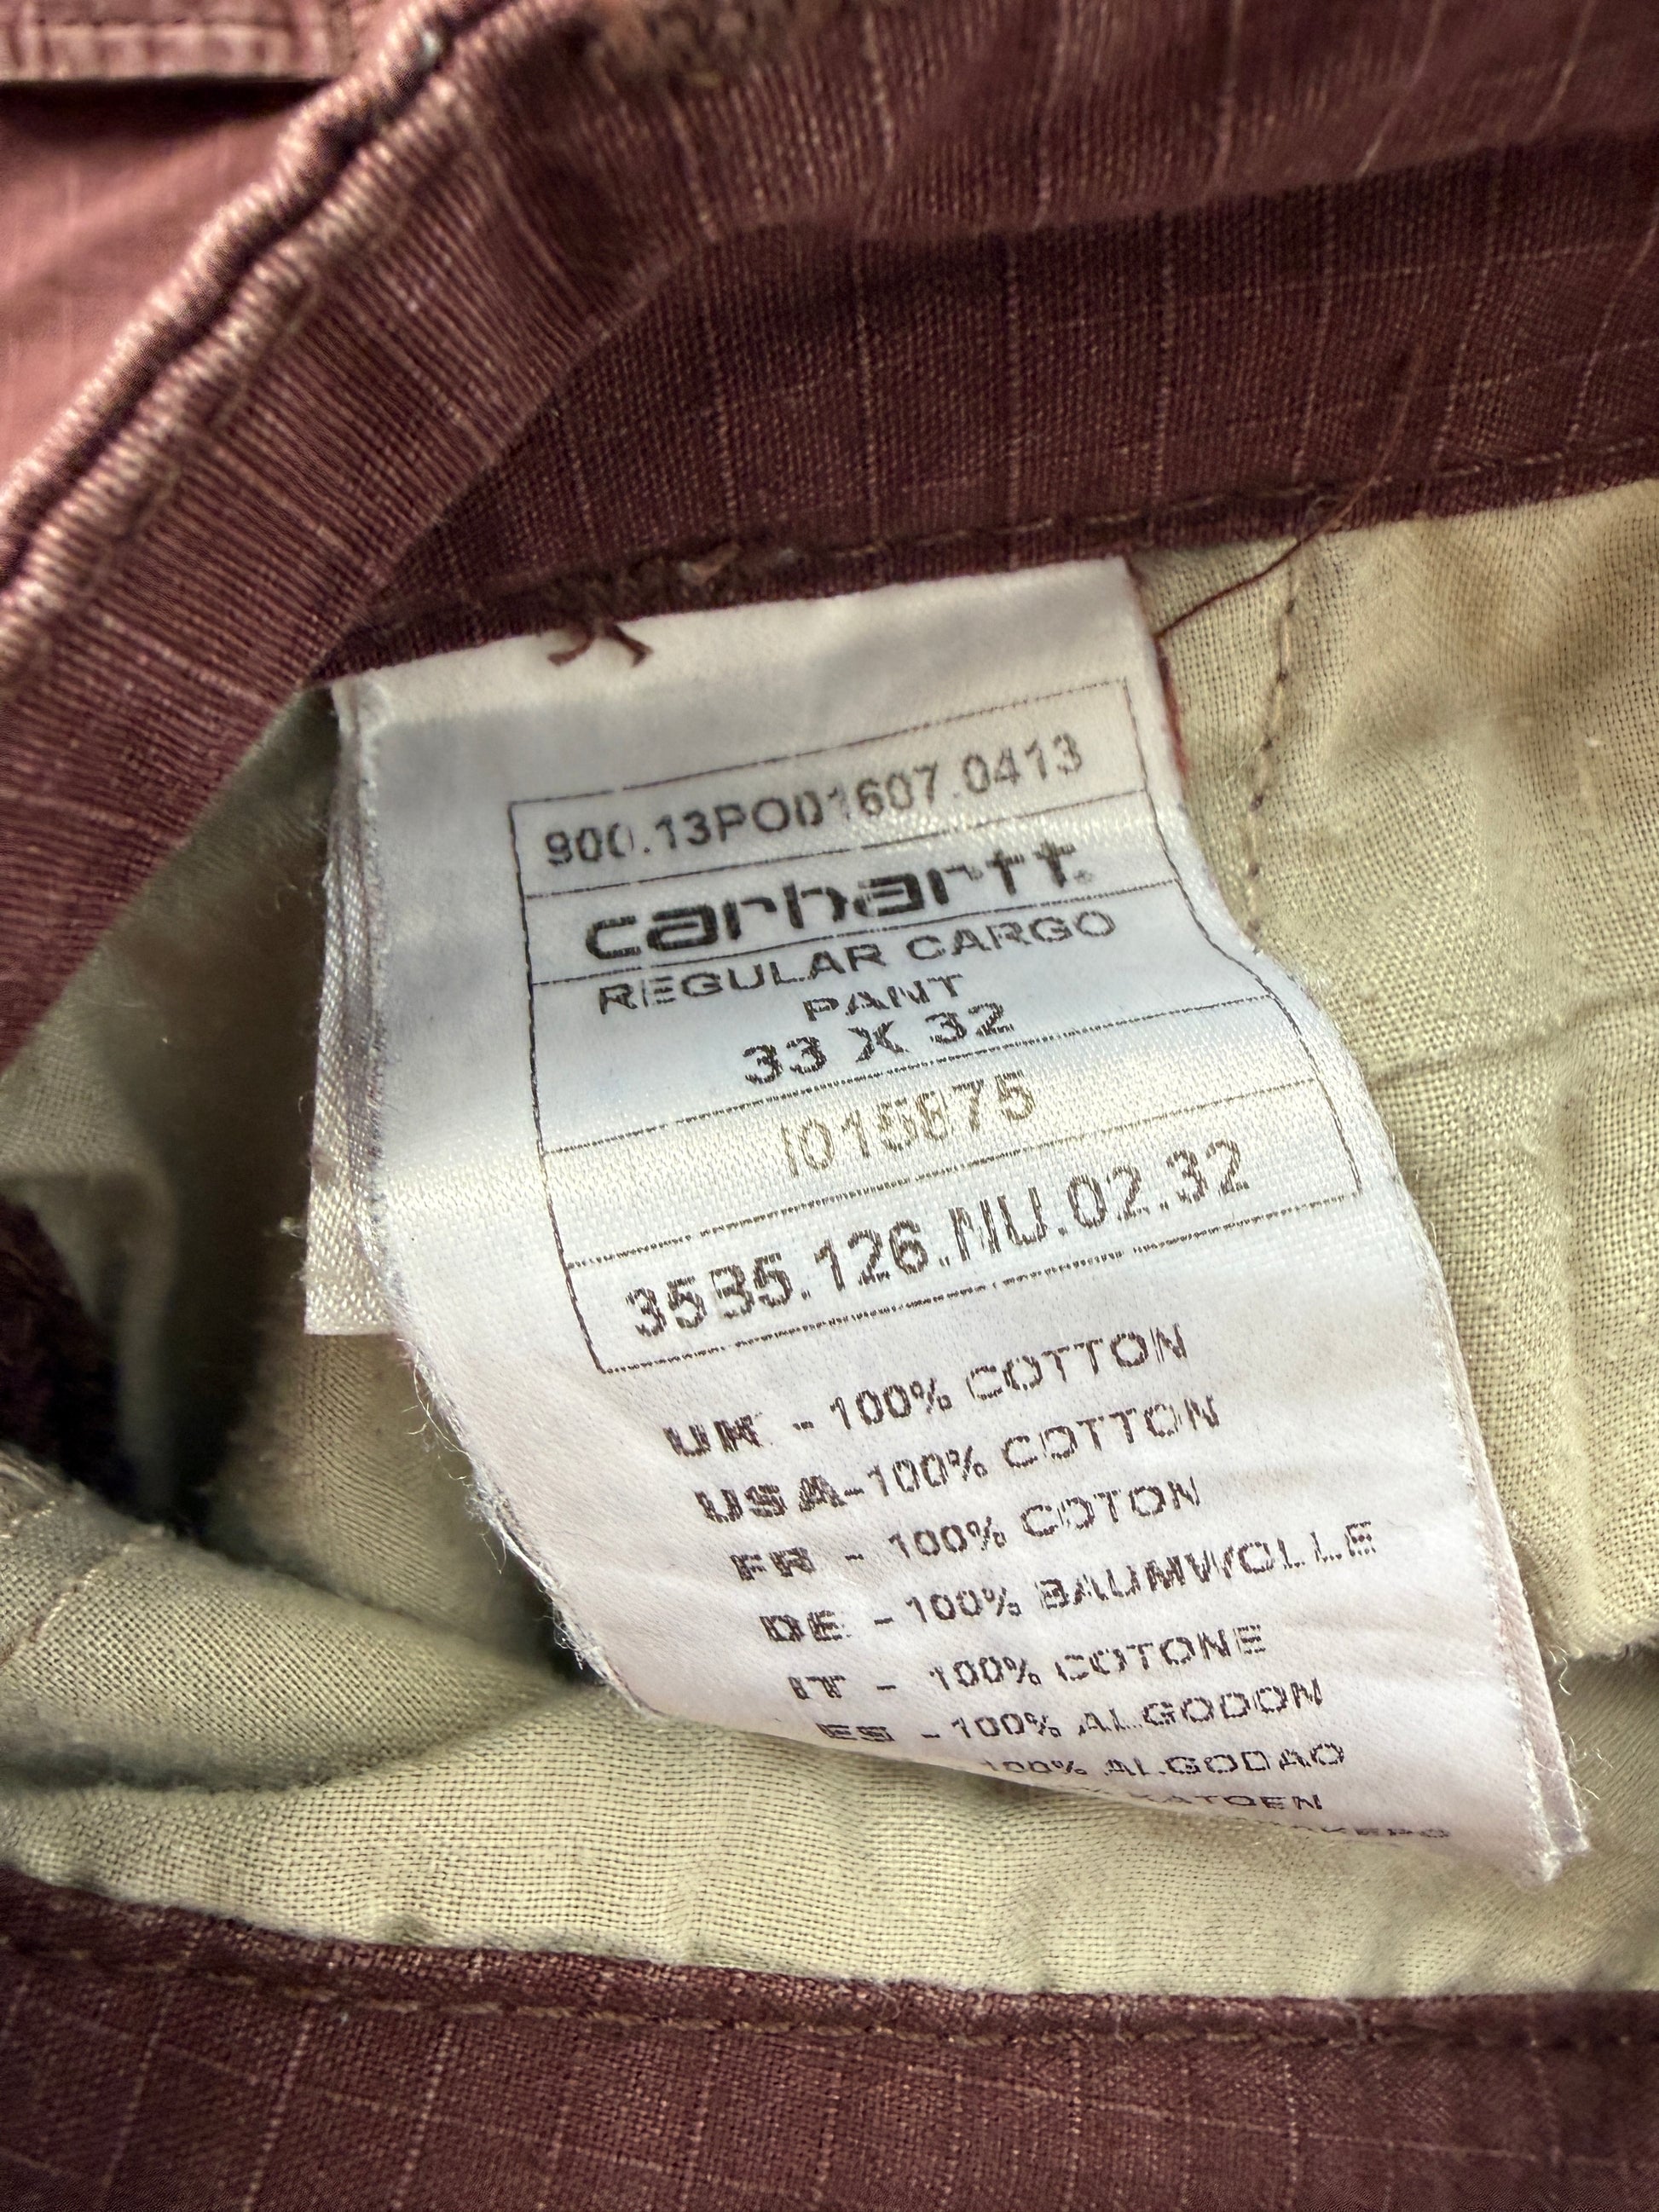 900.13PO01607.0413
carhartt.
REGULAR CARGO
PANT
33 X 32
I015875
3535.126.NU.02.32
UK - 100% COTTON
USA-100% COTTON
FR - 100% COTON
DE - 100% BAUMWOLLE
IT - 100% COTONE
ES - 100% ALGODON
100% ALGODAO
KATOEN